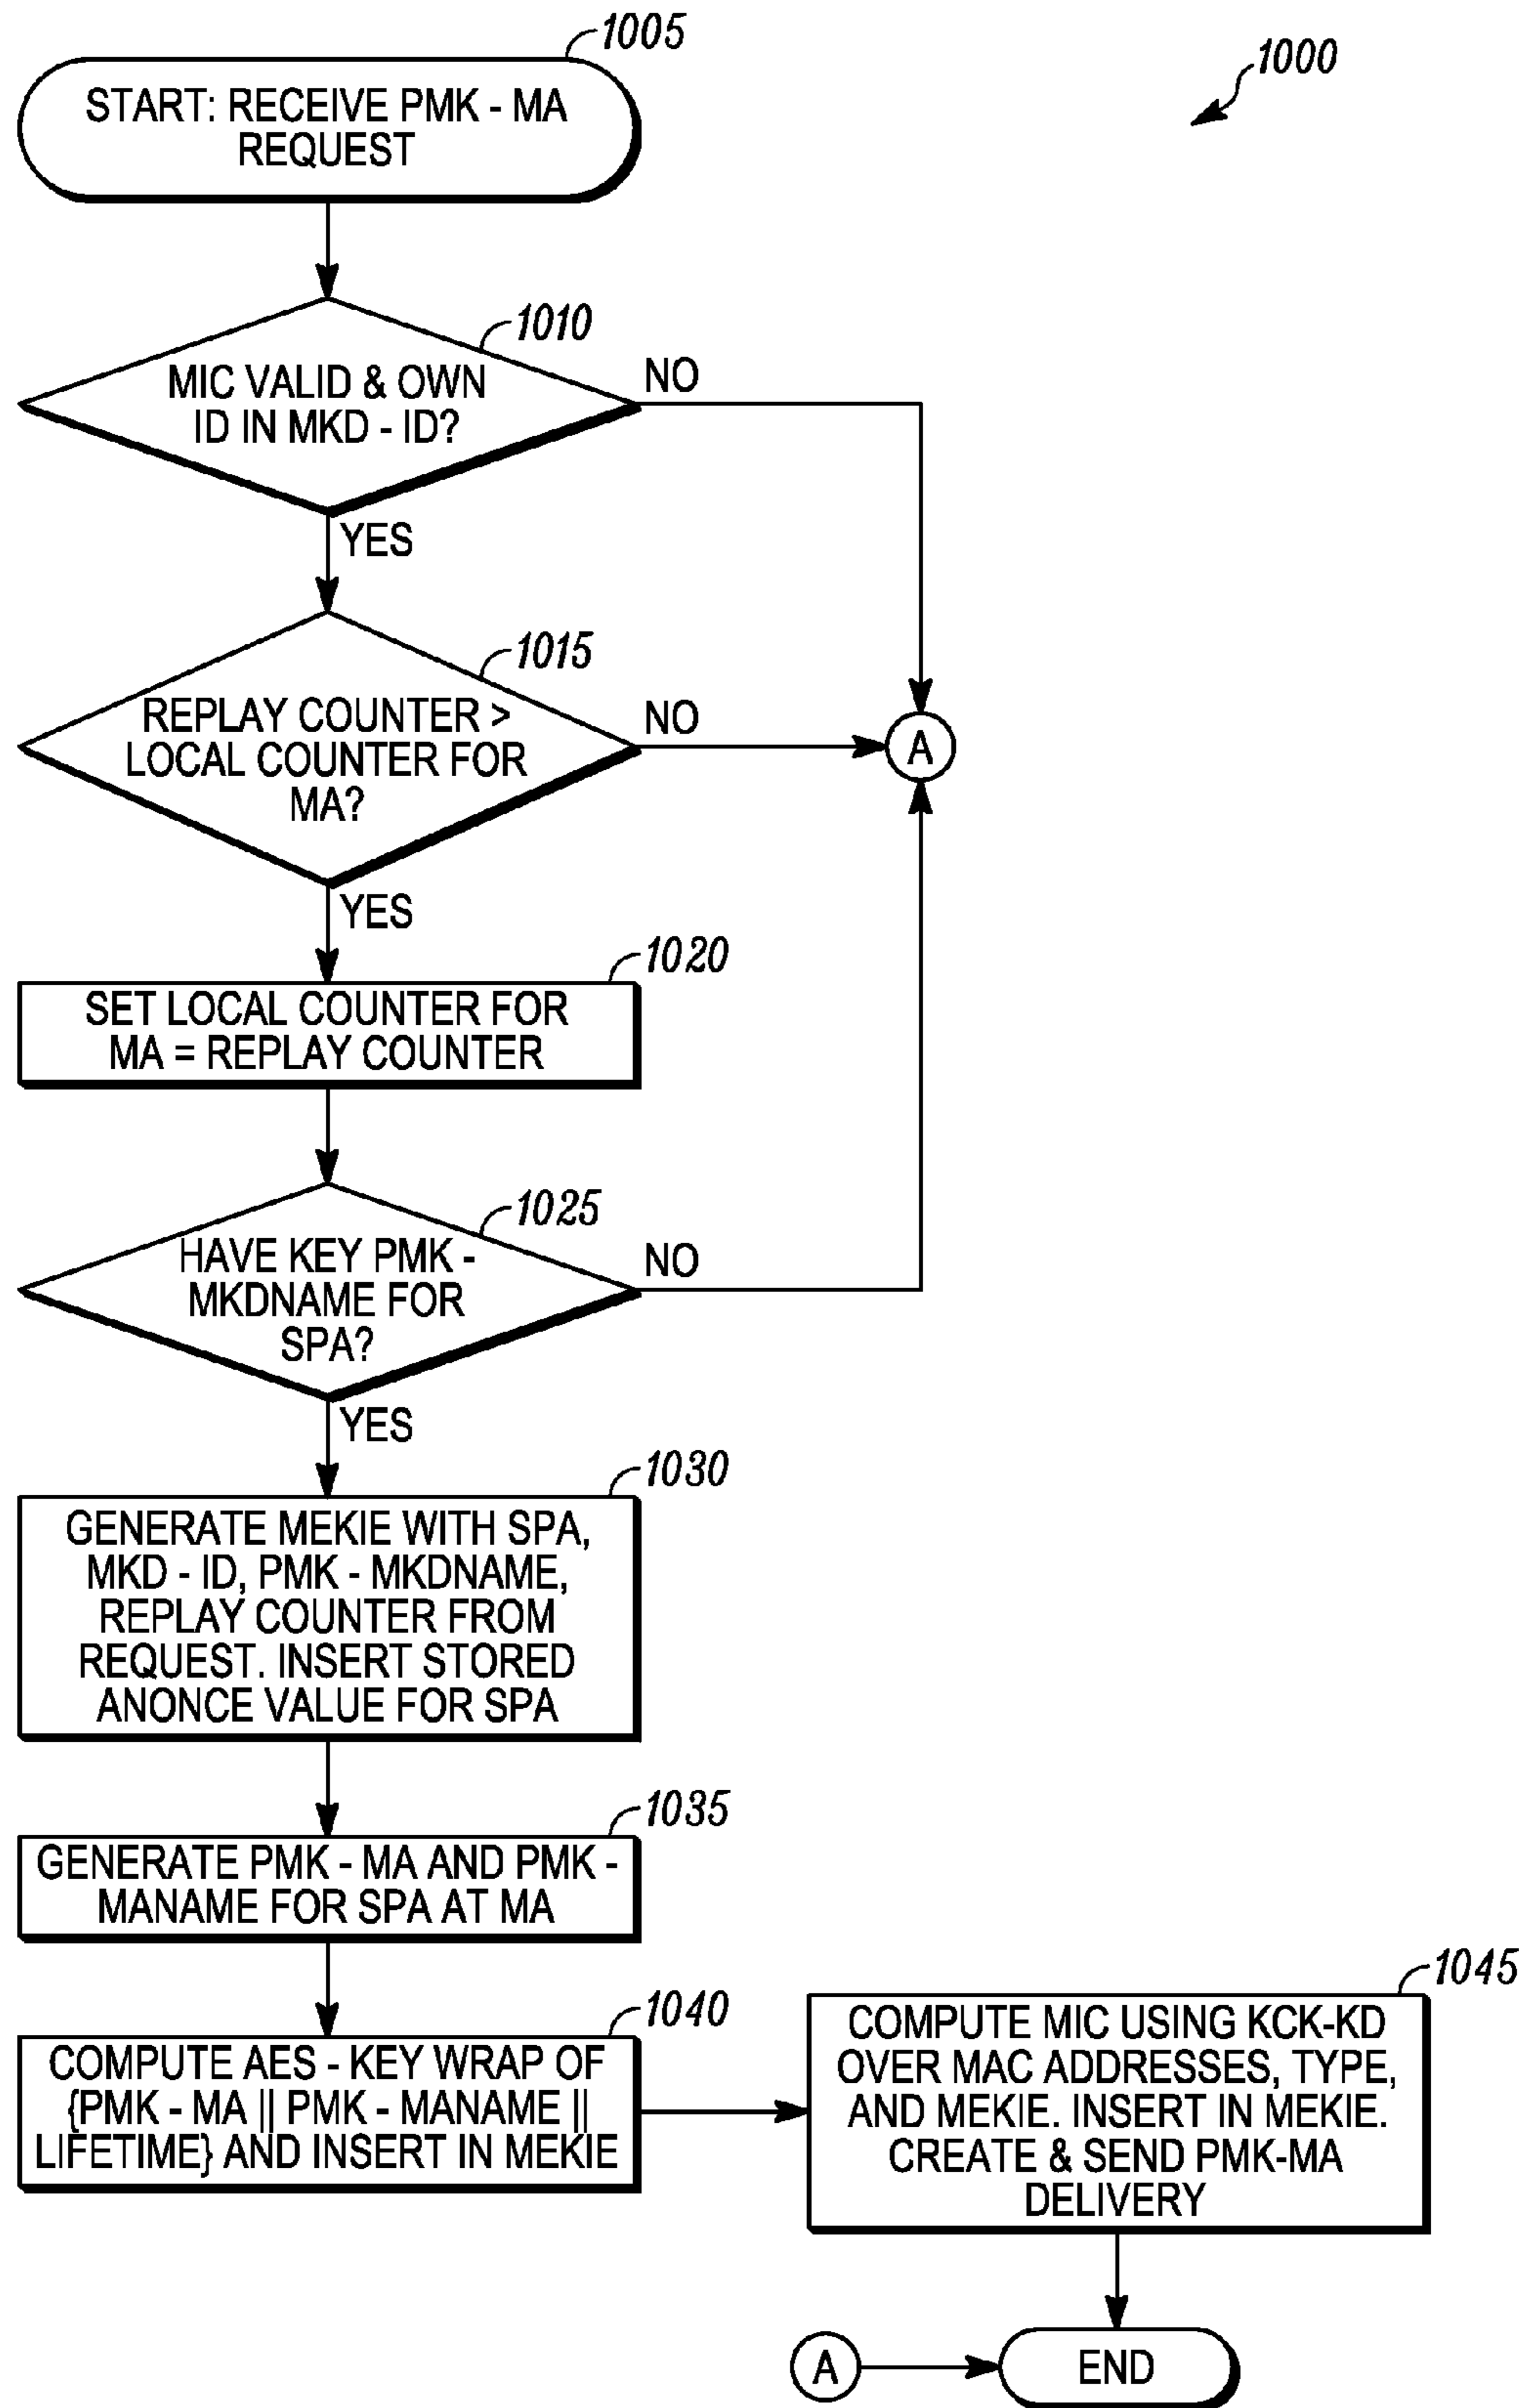 1005
1000
START: RECEIVE PMK - MA
REQUEST
1010
MIC VALID & OWN
ID IN MKD - ID?
NO
YES
1015
REPLAY COUNTER >
LOCAL COUNTER FOR
MA?
NO
A
YES
1020
SET LOCAL COUNTER FOR
MA = REPLAY COUNTER
1025
HAVE KEY PMK -
MKDNAME FOR
SPA?
NO
YES
1030
GENERATE MEKIE WITH SPA,
MKD - ID, PMK - MKDNAME,
REPLAY COUNTER FROM
REQUEST. INSERT STORED
ANONCE VALUE FOR SPA
1035
GENERATE PMK - MA AND PMK -
MANAME FOR SPA AT MA
1040
COMPUTE AES - KEY WRAP OF
{PMK - MA || PMK - MANAME ||
LIFETIME} AND INSERT IN MEKIE
1045
COMPUTE MIC USING KCK-KD
OVER MAC ADDRESSES, TYPE,
AND MEKIE. INSERT IN MEKIE.
CREATE & SEND PMK-MA
DELIVERY
A
END